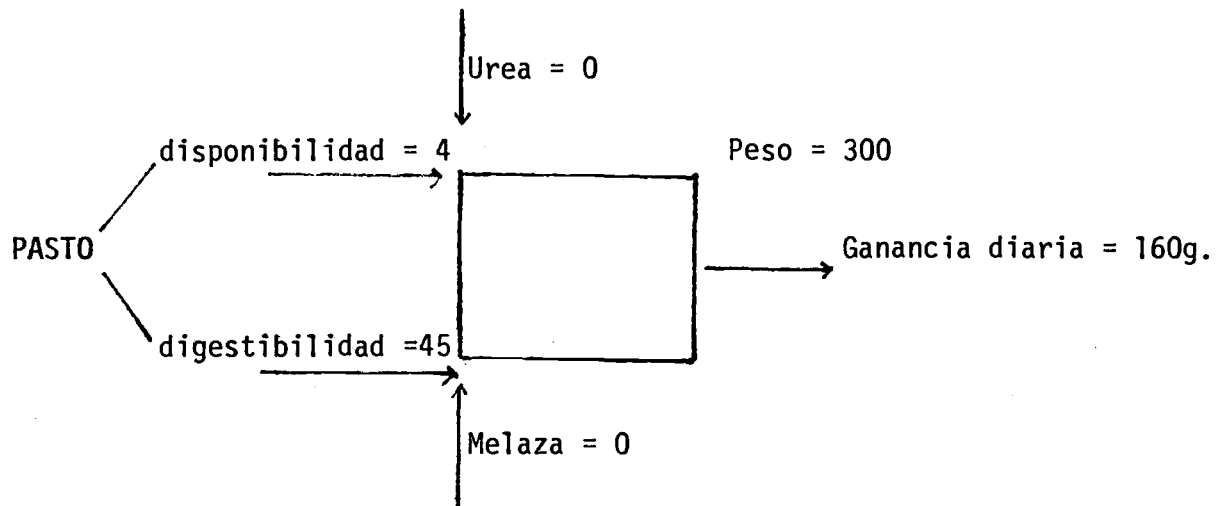 Urea = 0
disponibilidad = 4
Peso = 300
PASTO
Ganancia diaria = 160g.
digestibilidad =45
Melaza = 0